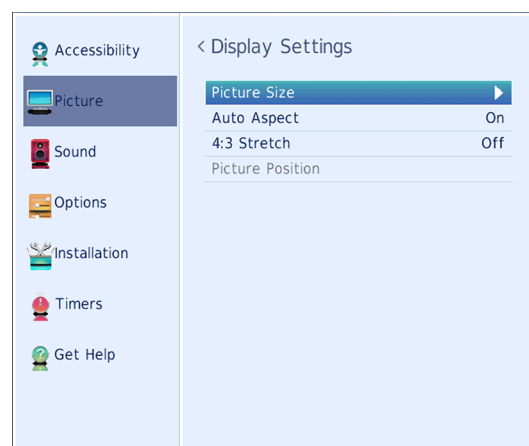 Accessibility
Picture
Sound
Options
Installation
Timers
Get Help
< Display Settings
Picture Size
Auto Aspect On
4:3 Stretch Off
Picture Position